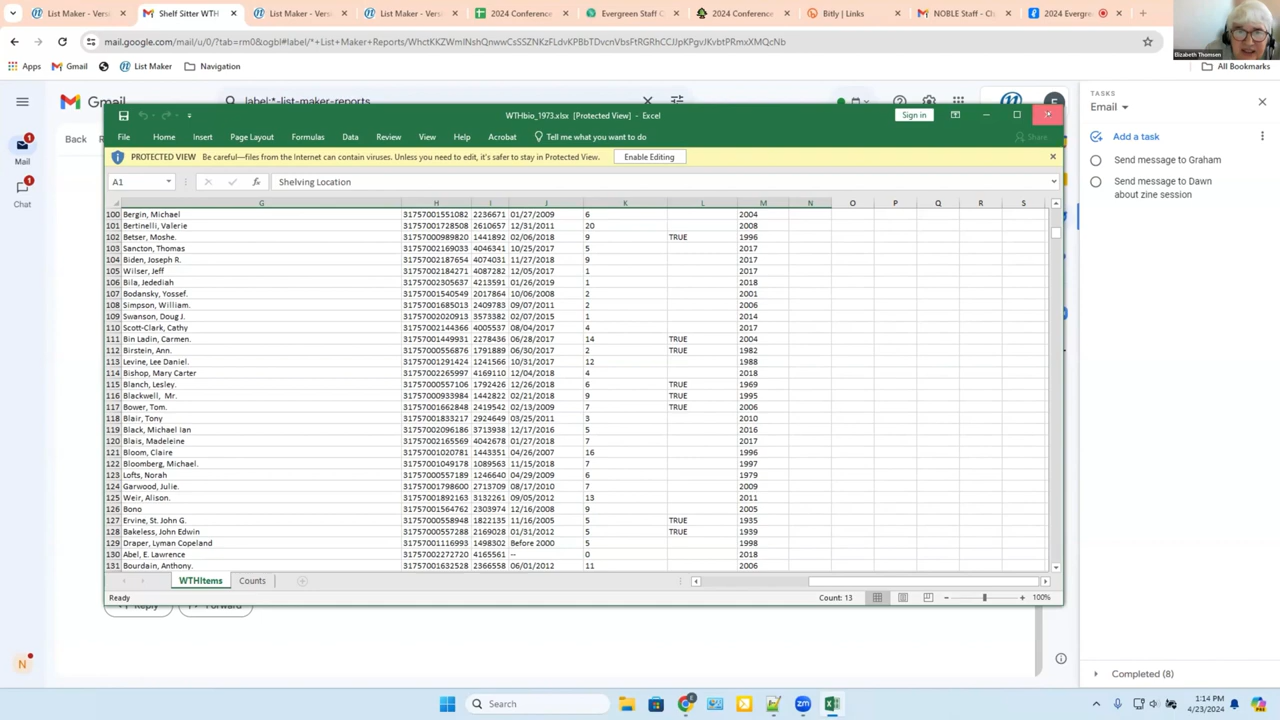 List Maker - Vers
Shelf Sitter WTH
List Maker - Vers
List Maker - Vers
2024 Conference
Evergreen Staff C
2024 Conference
Bitly | Links
NOBLE Staff - C
2024 Evergre
mail.google.com/mail/u/0/?tab=rm0&ogbl#label/*+List+Maker+Reports/
Apps
Gmail
List Maker
Navigation
Elizabeth Thomsen
All Bookmarks
Gmail
label:*-list-maker-reports
TASKS
Email
Back
Mail
Chat
Add a task
Send message to Graham
Send message to Dawn
about zine session
Completed (8)
WTHbio_1973.xlsx [Protected View] - Excel
Sign in
File Home Insert Page Layout Formulas Data Review View Help Acrobat Tell me what you want to do Share
PROTECTED VIEW Be careful—files from the Internet can contain viruses. Unless you need to edit, it's safer to stay in Protected View. Enable Editing
A1 fx Shelving Location
G H I J K L M N O P Q R S
100 Bergin, Michael 31757001551082 2236671 01/27/2009 6 2004
101 Bertinelli, Valerie 31757001728508 2610657 12/31/2011 20 2008
102 Betser, Moshe. 31757000989820 1441892 02/06/2018 9 TRUE 1996
103 Sancton, Thomas 31757002169033 4046341 10/25/2017 5 2017
104 Biden, Joseph R. 31757002187654 4074031 11/27/2018 9 2017
105 Wilser, Jeff 31757002184271 4087282 12/05/2017 1 2017
106 Bila, Jedediah 31757002305637 4213591 01/26/2019 1 2018
107 Bodansky, Yossef. 31757001540549 2017864 10/06/2008 2 2001
108 Simpson, William. 31757001685013 2409783 09/07/2011 2 2006
109 Swanson, Doug J. 31757002020913 3573382 02/07/2015 1 2014
110 Scott-Clark, Cathy 31757002144366 4005537 08/04/2017 4 2017
111 Bin Ladin, Carmen. 31757001449931 2278436 06/28/2017 14 TRUE 2004
112 Birstein, Ann. 31757000556876 1791889 06/30/2017 2 TRUE 1982
113 Levine, Lee Daniel. 31757001291424 1241566 10/31/2017 12 1988
114 Bishop, Mary Carter 31757002265997 4169110 12/04/2018 4 2018
115 Blanch, Lesley. 31757000557106 1792426 12/26/2018 6 TRUE 1969
116 Blackwell, Mr. 31757000933984 1442822 02/21/2018 9 TRUE 1995
117 Bower, Tom. 31757001662848 2419542 02/13/2009 7 TRUE 2006
118 Blair, Tony 31757001833217 2924649 03/25/2011 3 2010
119 Black, Michael Ian 31757002096186 3713938 12/17/2016 5 2016
120 Blais, Madeleine 31757002165569 4042678 01/27/2018 7 2017
121 Bloom, Claire 31757001020781 1443351 04/26/2007 16 1996
122 Bloomberg, Michael. 31757001049178 1089563 11/15/2018 7 1997
123 Lofts, Norah 31757000557189 1246640 04/29/2009 6 1979
124 Garwood, Julie. 31757001798600 2713974 08/17/2010 7 2009
125 Weir, Alison. 31757001892163 3132261 09/05/2012 13 2011
126 Bono 31757001564762 2303979 12/16/2008 9 2005
127 Ervine, St. John G. 31757000558948 1822135 11/16/2005 5 TRUE 1935
128 Bakeless, John Edwin 31757000557288 2169028 01/31/2012 5 TRUE 1939
129 Draper, Lyman Copeland 31757001116993 1498302 Before 2000 5 1998
130 Abel, E. Lawrence 31757002272720 4165561 -- 0 2018
131 Bourdain, Anthony. 31757001632528 2366558 06/01/2012 11 2006
WTHItems Counts
Ready Count: 13 100%
Reply Forward
N
Search
1:14 PM
4/23/2024